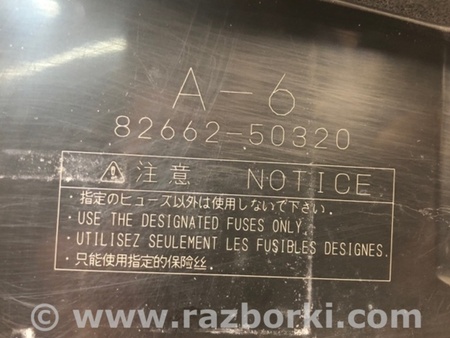 A-6
82662-50320
⚠ 注意 NOTICE
・指定のヒューズ以外は使用しないで下さい.
・USE THE DESIGNATED FUSES ONLY.
・UTILISEZ SEULEMENT LES FUSIBLES DESIGNES.
・只能使用指定的保险丝.
© www.razborki.com